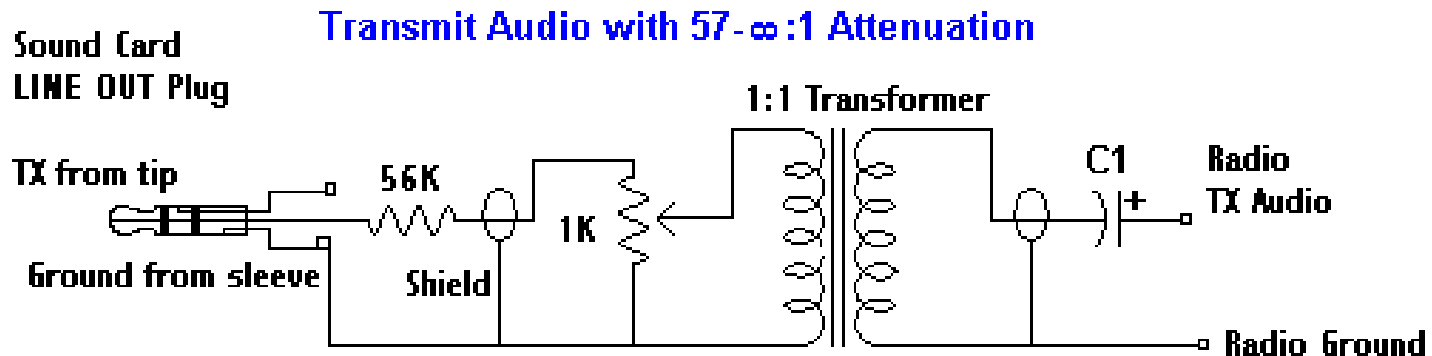 Transmit Audio with 57-∞:1 Attenuation
Sound Card
LINE OUT Plug
1:1 Transformer
TX from tip
56K
C1
Radio
TX Audio
+
1K
Ground from sleeve
Shield
Radio Ground